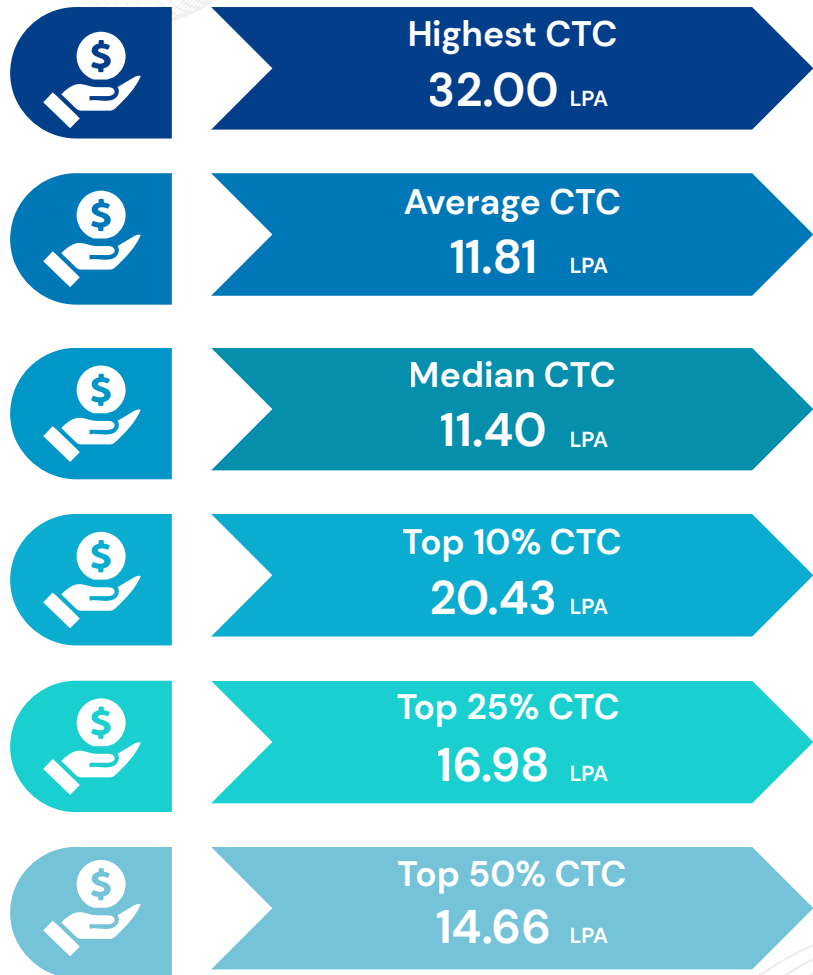 $
Highest CTC
32.00 LPA
$
Average CTC
11.81 LPA
$
Median CTC
11.40 LPA
$
Top 10% CTC
20.43 LPA
$
Top 25% CTC
16.98 LPA
$
Top 50% CTC
14.66 LPA